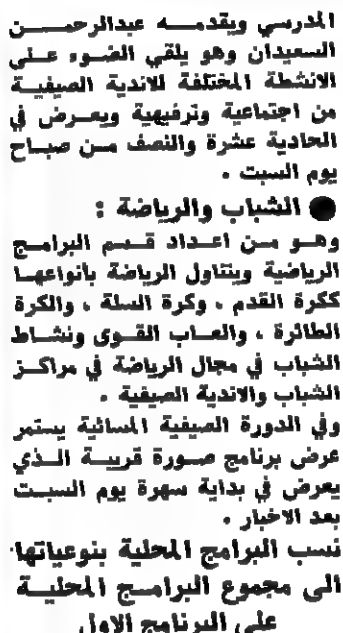 المدرسي ويقدمه عبدالرحمن
السعيدان وهو يلقي الضوء على
الانشطة المختلفة للاندية الصيفية
من اجتماعية وترفيهية ويعرض في
الحادية عشرة والنصف من صباح
يوم السبت .
● الشباب والرياضة :
وهو من اعداد قسم البرامج
الرياضية ويتناول الرياضة بانواعها
ككرة القدم ، وكرة السلة ، والكرة
الطائرة ، والعاب القوى ونشاط
الشباب في مجال الرياضة في مراكز
الشباب والاندية الصيفية .
وفي الدورة الصيفية المسائية يستمر
عرض برنامج صورة قريبة الذي
يعرض في بداية سهرة يوم السبت
بعد الاخبار .
نسب البرامج المحلية بنوعياتها
الى مجموع البرامج المحلية
على البرنامج الاول